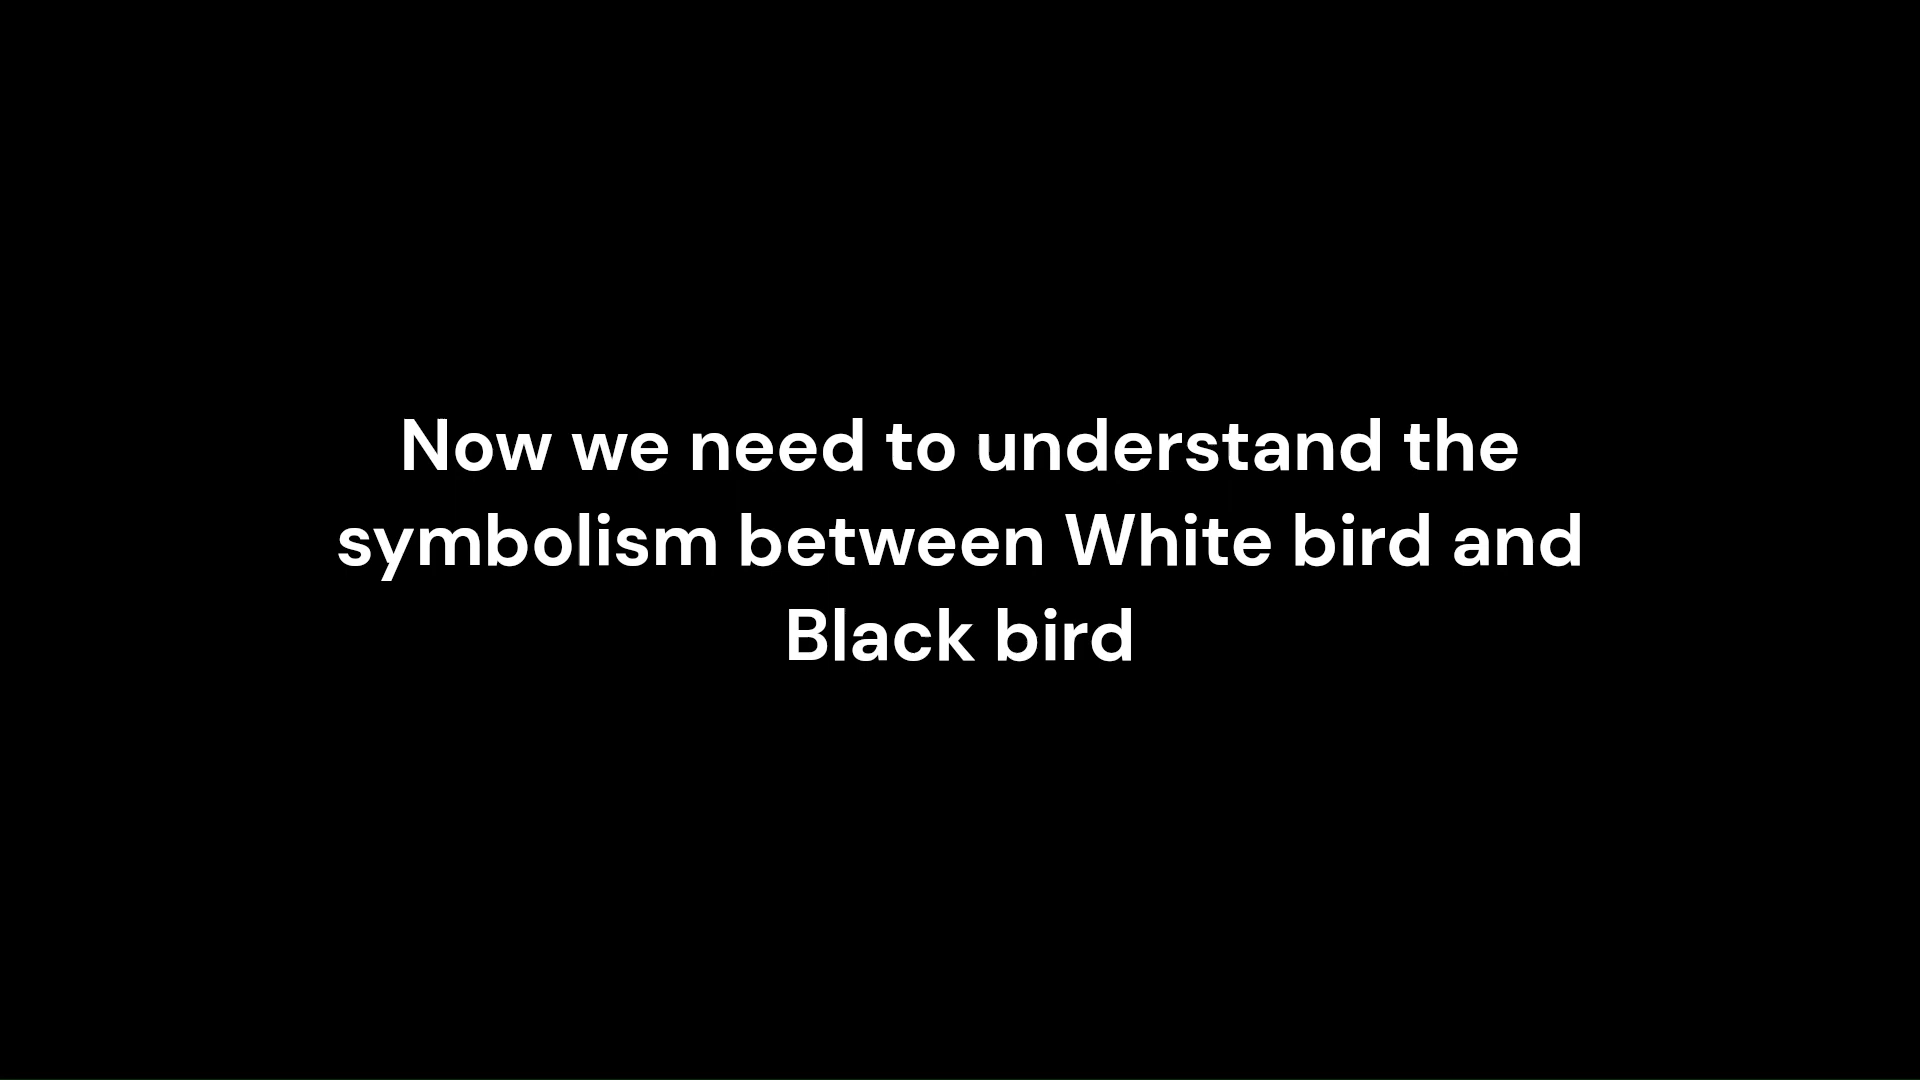 Now we need to understand the
symbolism between White bird and
Black bird